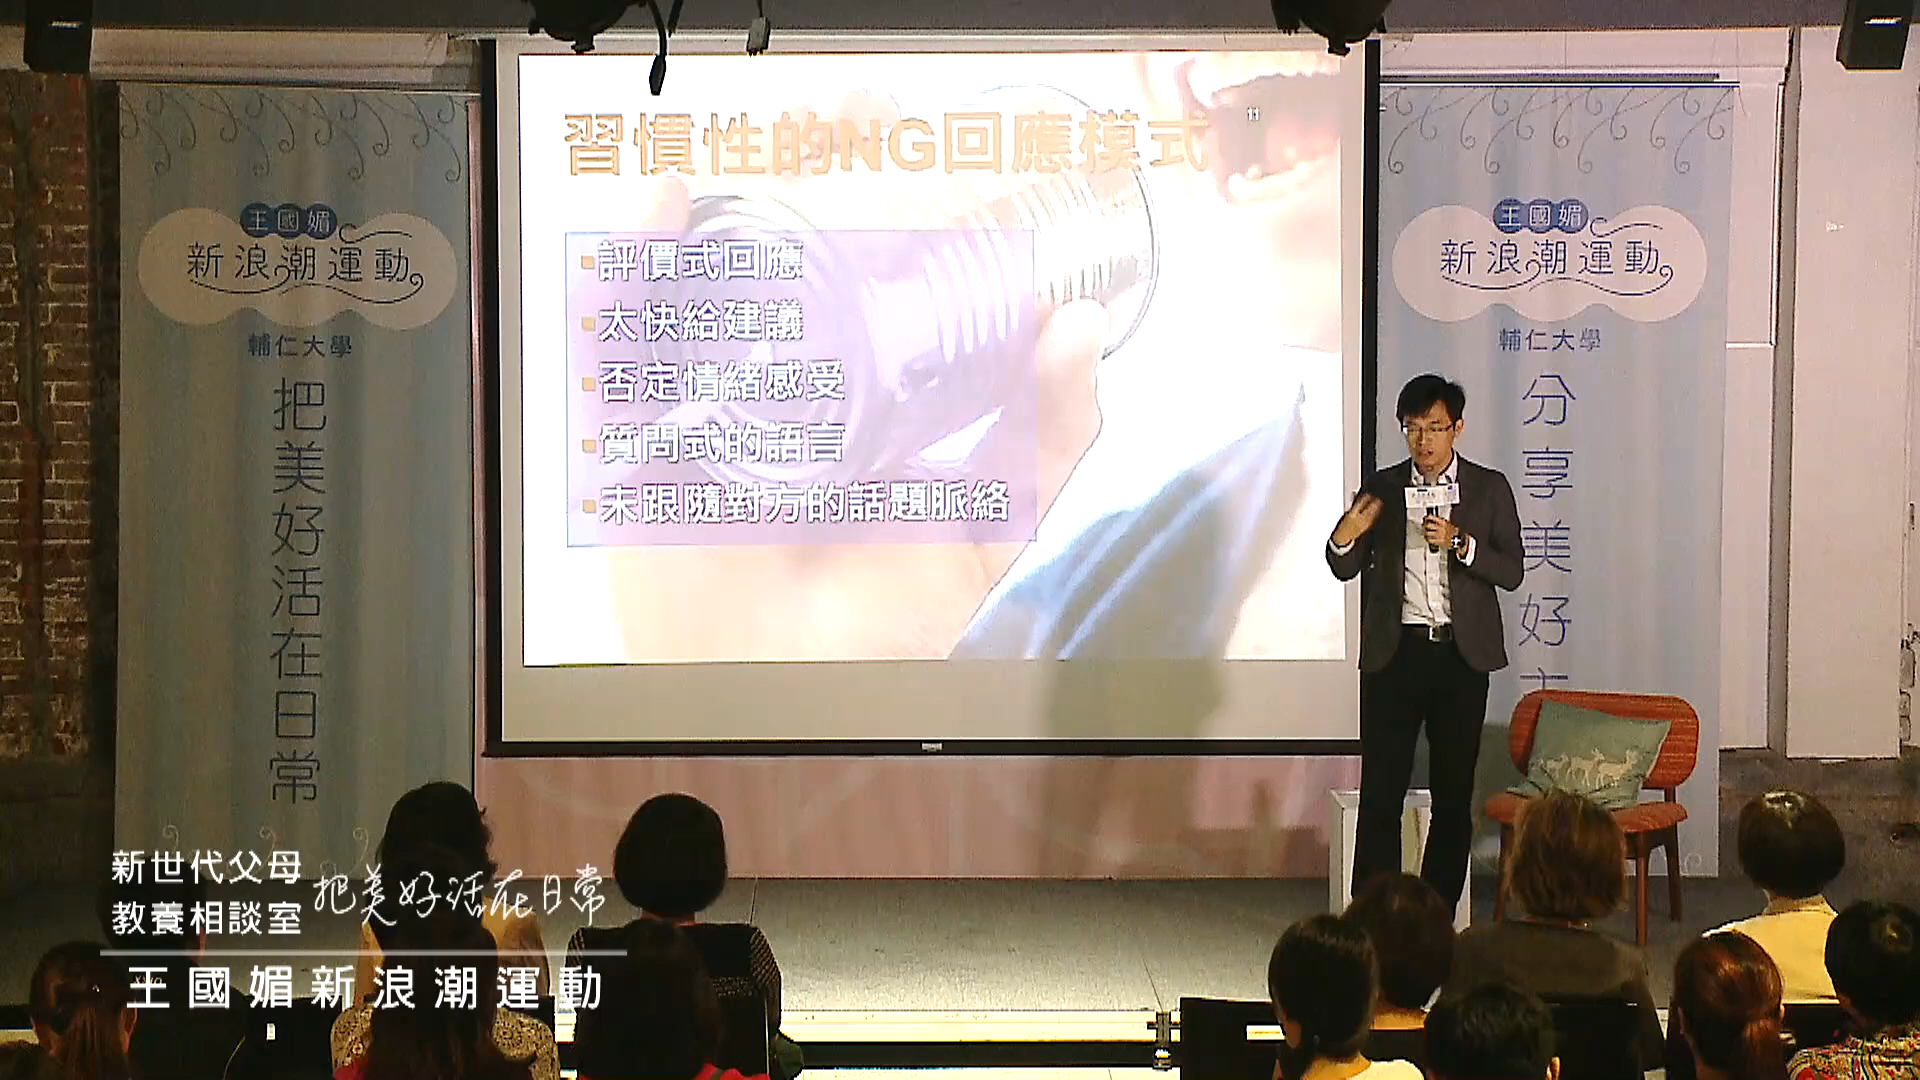 習慣性的NG回應模式
11
評價式回應
太快給建議
否定情緒感受
質問式的語言
未跟隨對方的話題脈絡
王國媚
新浪潮運動
輔仁大學
把美好活在日常
王國媚
新浪潮運動
輔仁大學
分享美好
新世代父母
教養相談室
把美好活在日常
王國媚新浪潮運動